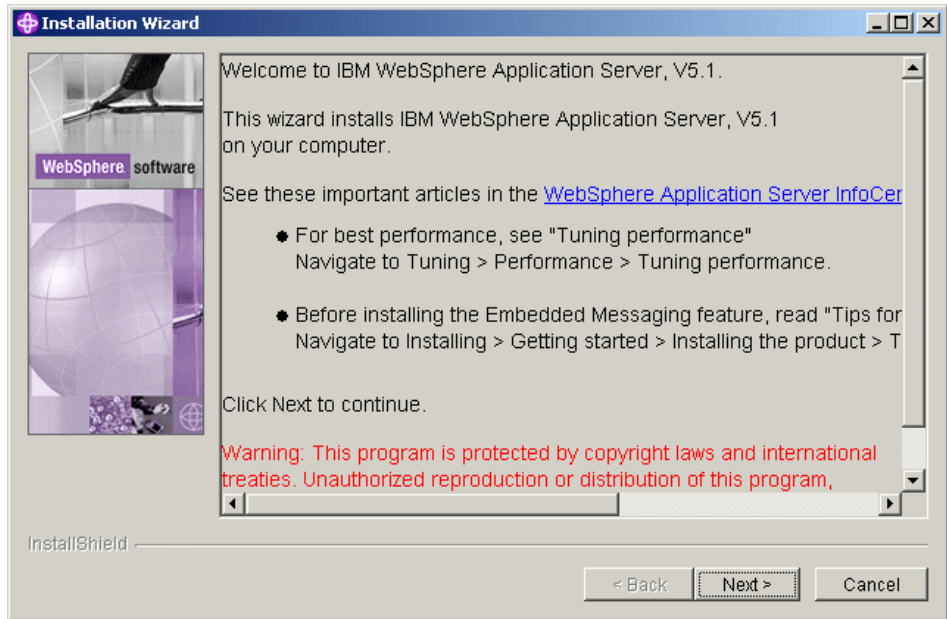 Installation Wizard
WebSphere software
Welcome to IBM WebSphere Application Server, V5.1.
This wizard installs IBM WebSphere Application Server, V5.1
on your computer.
See these important articles in the WebSphere Application Server InfoCen
● For best performance, see "Tuning performance"
Navigate to Tuning > Performance > Tuning performance.
● Before installing the Embedded Messaging feature, read "Tips for
Navigate to Installing > Getting started > Installing the product > T
Click Next to continue.
Warning: This program is protected by copyright laws and international
treaties. Unauthorized reproduction or distribution of this program,
InstallShield
< Back Next > Cancel